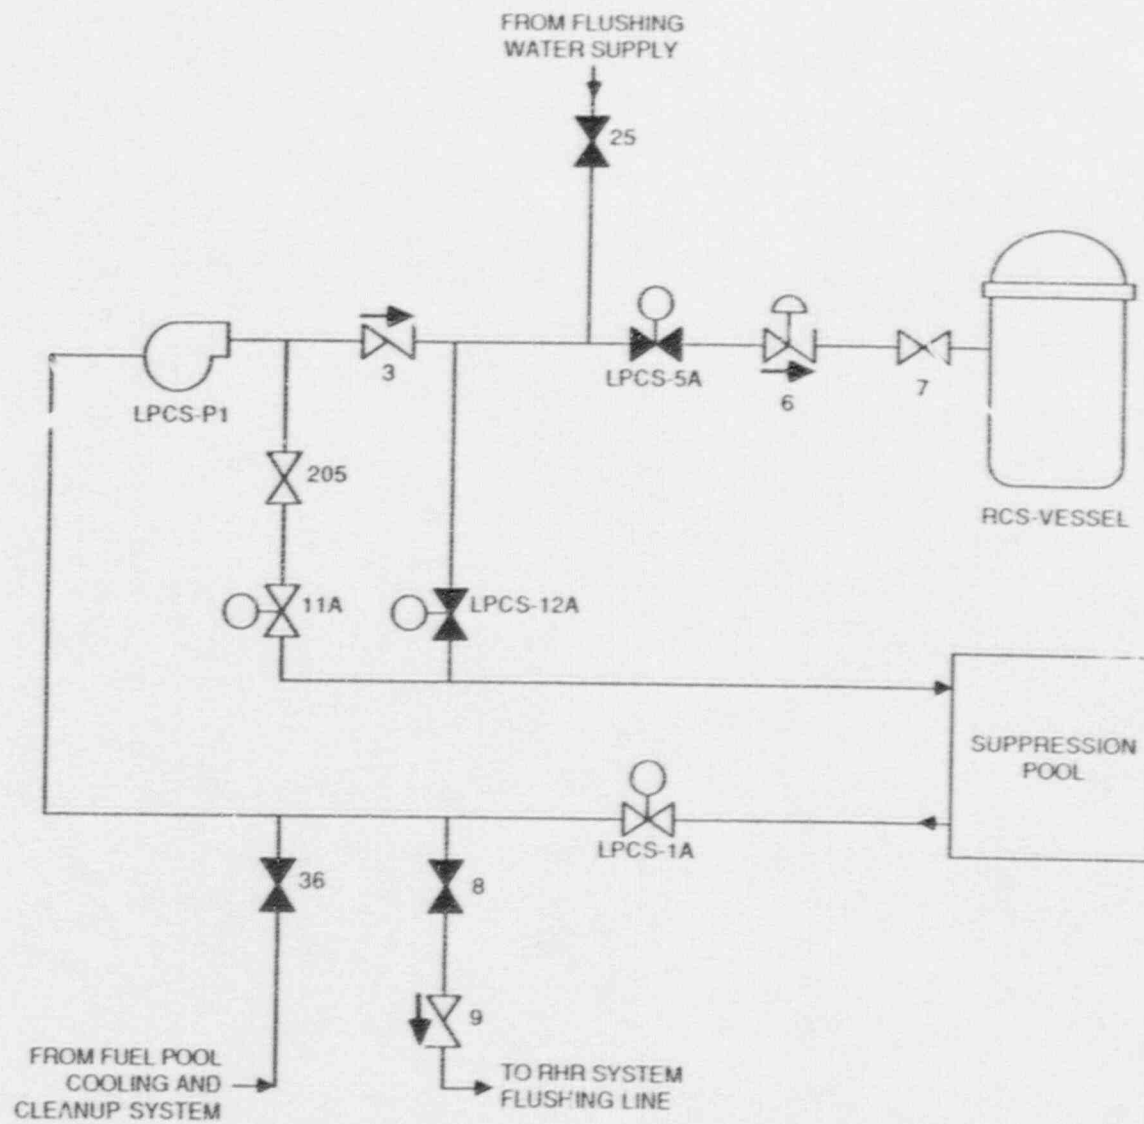 FROM FLUSHING
WATER SUPPLY
25
LPCS-P1
3
LPCS-5A
6
7
RCS-VESSEL
205
11A
LPCS-12A
SUPPRESSION
POOL
LPCS-1A
36
8
9
FROM FUEL POOL
COOLING AND
CLEANUP SYSTEM
TO RHR SYSTEM
FLUSHING LINE